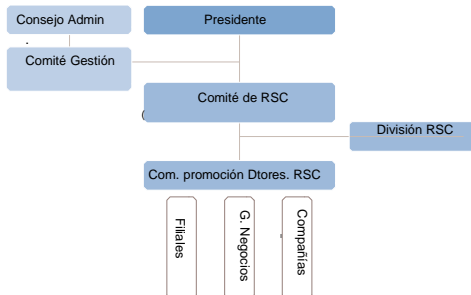 Consejo Admin
.
Presidente
Comité Gestión
Comité de RSC
(
División RSC
Com. promoción Dtores. RSC
Filiales
G. Negocios
Compañías